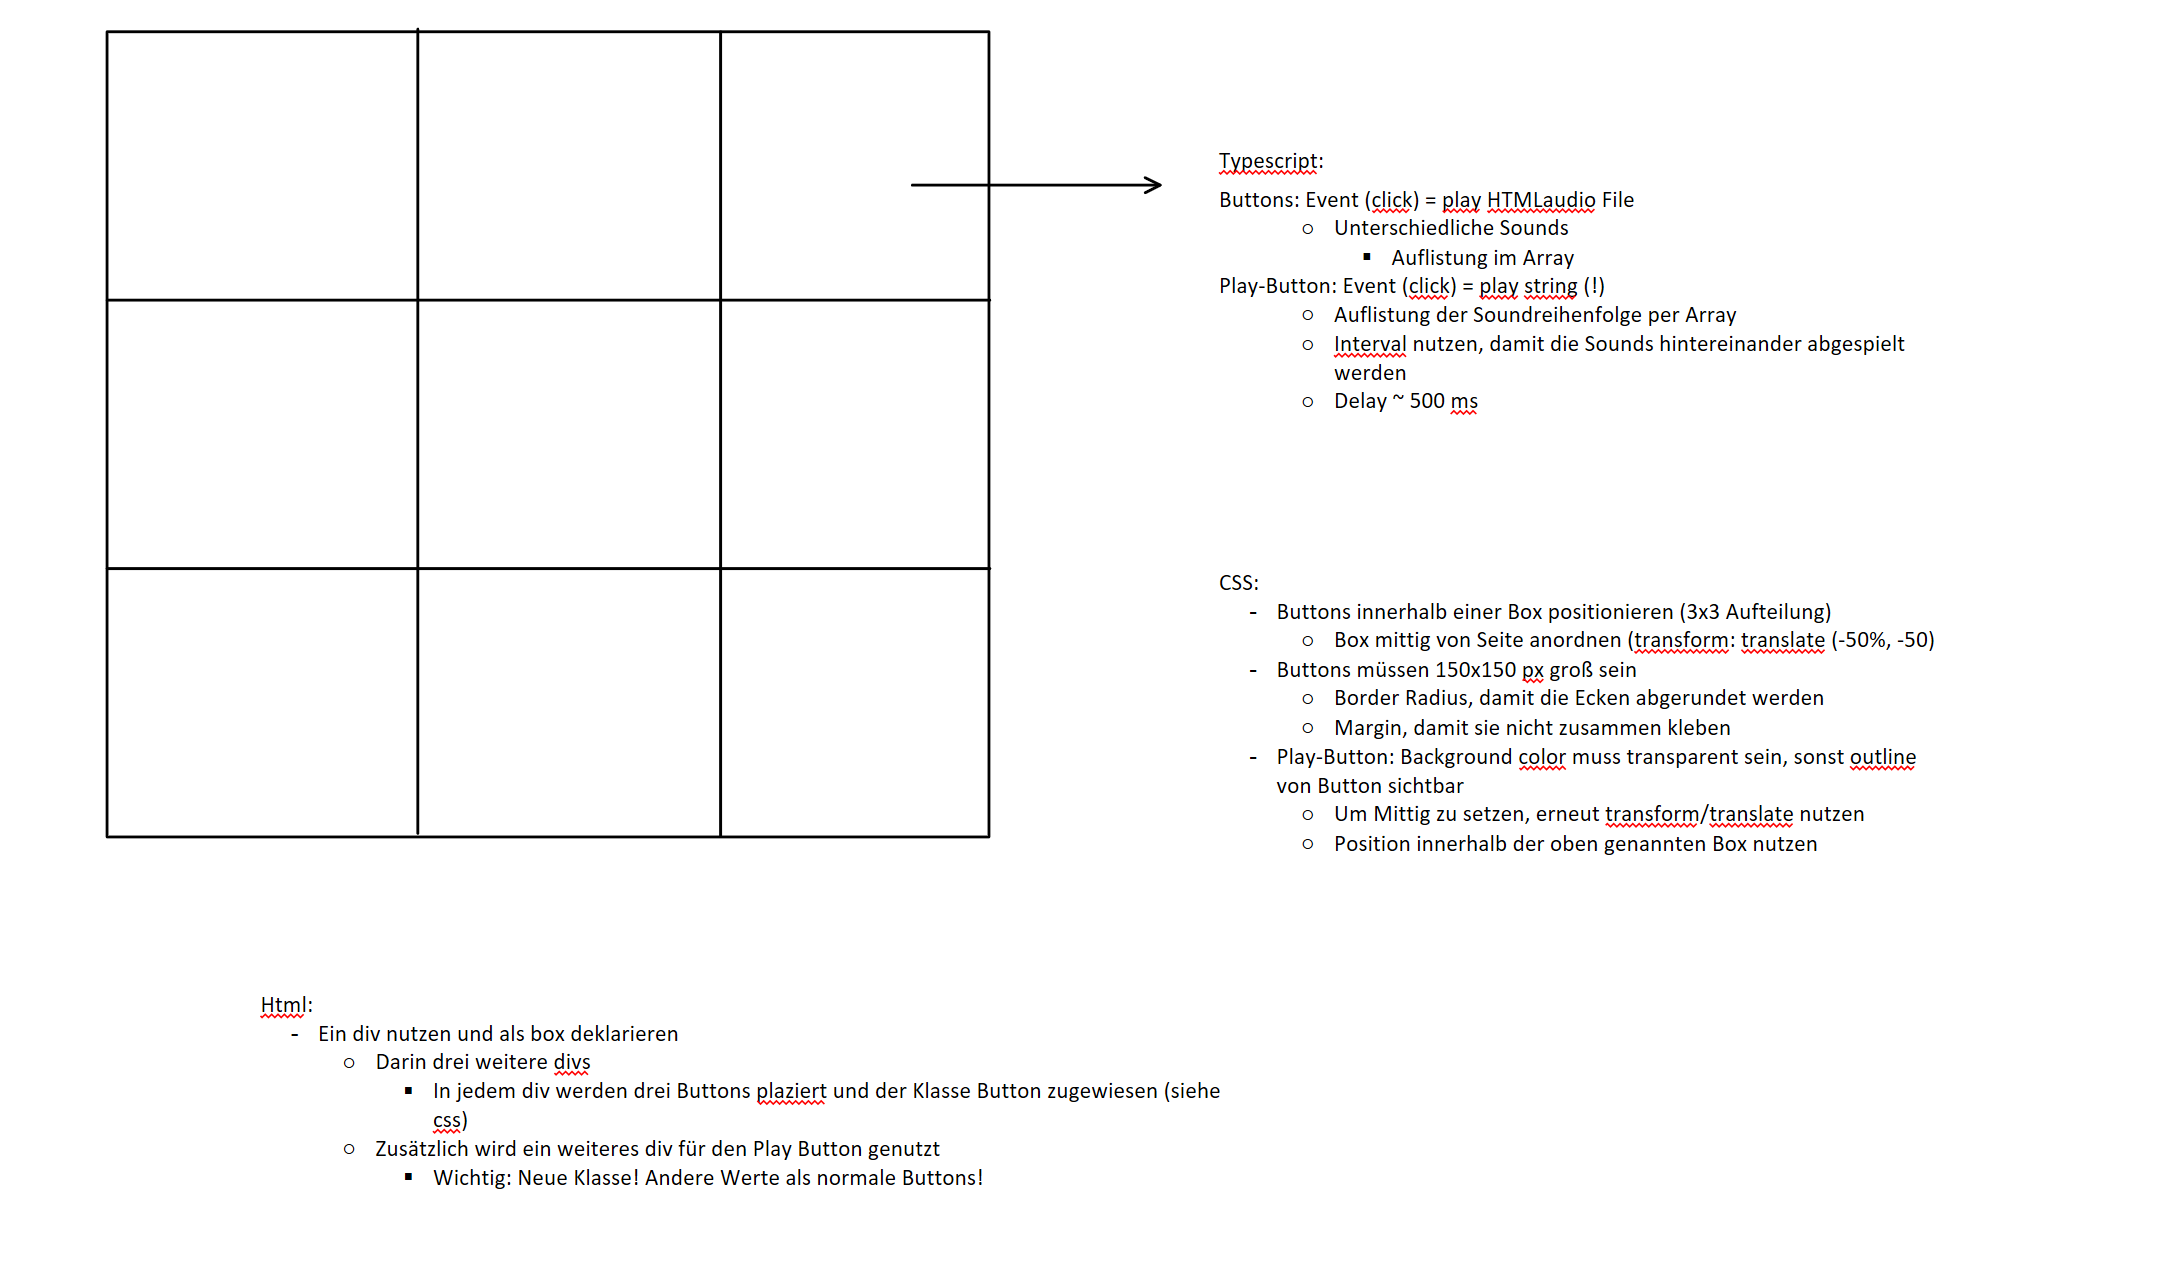 Typescript:
Buttons: Event (click) = play HTMLaudio File
○ Unterschiedliche Sounds
▪ Auflistung im Array
Play-Button: Event (click) = play string (!)
○ Auflistung der Soundreihenfolge per Array
○ Interval nutzen, damit die Sounds hintereinander abgespielt
werden
○ Delay ~ 500 ms
CSS:
- Buttons innerhalb einer Box positionieren (3x3 Aufteilung)
○ Box mittig von Seite anordnen (transform: translate (-50%, -50)
- Buttons müssen 150x150 px groß sein
○ Border Radius, damit die Ecken abgerundet werden
○ Margin, damit sie nicht zusammen kleben
- Play-Button: Background color muss transparent sein, sonst outline
von Button sichtbar
○ Um Mittig zu setzen, erneut transform/translate nutzen
○ Position innerhalb der oben genannten Box nutzen
Html:
- Ein div nutzen und als box deklarieren
○ Darin drei weitere divs
▪ In jedem div werden drei Buttons plaziert und der Klasse Button zugewiesen (siehe
css)
○ Zusätzlich wird ein weiteres div für den Play Button genutzt
▪ Wichtig: Neue Klasse! Andere Werte als normale Buttons!